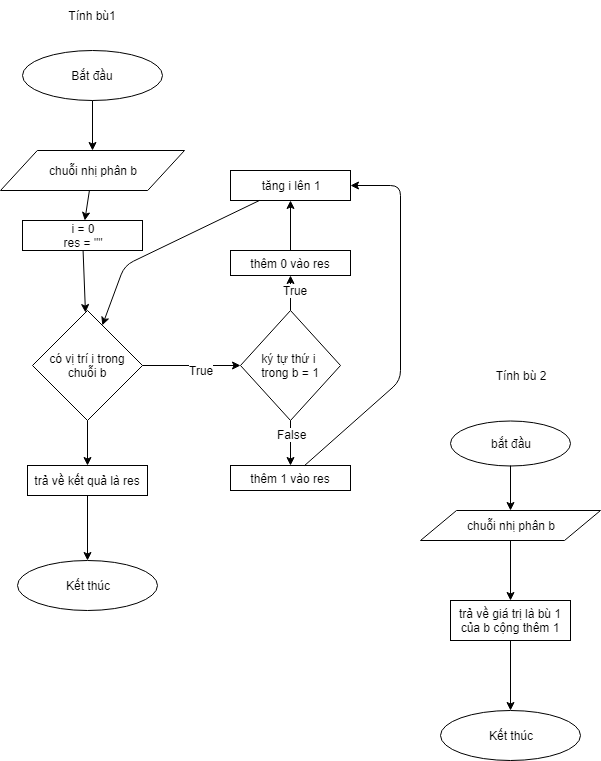 Tính bù1
Bắt đầu
chuỗi nhị phân b
i = 0
res = ""
có vị trí i trong
chuỗi b
True
ký tự thứ i
trong b = 1
True
thêm 0 vào res
tăng i lên 1
False
thêm 1 vào res
trả về kết quả là res
Kết thúc
Tính bù 2
bắt đầu
chuỗi nhị phân b
trả về giá trị là bù 1
của b cộng thêm 1
Kết thúc